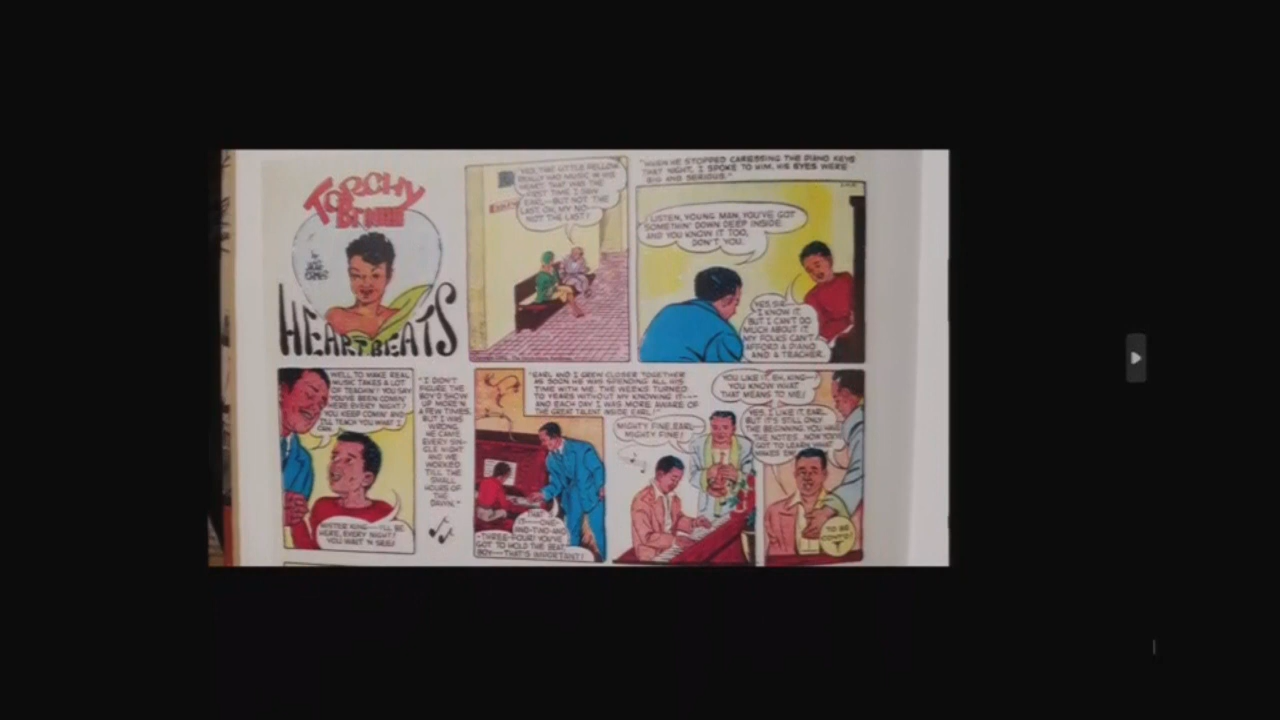 TORCHY
IN
HEARTBEATS
by
JACKIE
ORMES
"YES, THAT LITTLE FELLOW
REALLY HAD MUSIC IN HIS
HEART. THAT WAS THE
FIRST TIME I SAW
EARL—BUT NOT THE
LAST. OH, MY NO—
NOT THE LAST!
"WHEN HE STOPPED CARESSING THE PIANO KEYS
THAT NIGHT, I SPOKE TO HIM. HIS EYES WERE
BIG AND SERIOUS."
LISTEN, YOUNG MAN, YOU'VE GOT
SOMETHIN' DOWN DEEP INSIDE
AND YOU KNOW IT TOO,
DON'T YOU.
YES, SIR—
I KNOW IT,
BUT I CAN'T DO
MUCH ABOUT IT.
MY FOLKS CAN'T
AFFORD A PIANO
AND A TEACHER.
WELL TO MAKE REAL
MUSIC TAKES A LOT
OF TEACHIN'! YOU SAY
YOU'VE BEEN COMIN'
HERE EVERY NIGHT?
YOU KEEP COMIN' AND
I'LL TEACH YOU WHAT I
CAN.
MISTER KING—I'LL BE
HERE, EVERY NIGHT!
YOU WAIT 'N SEE!
"I DON'T
FIGURE THE
BOY'D SHOW
UP MORE'N
A FEW TIMES,
BUT I WAS
WRONG.
HE CAME
EVERY SIN-
GLE NIGHT
AND WE
WORKED
TILL THE
SMALL
HOURS OF
THE
DAWN."
"EARL AND I GREW CLOSER TOGETHER
AS SOON HE WAS SPENDING ALL HIS
TIME WITH ME. THE WEEKS TURNED
TO YEARS WITHOUT MY KNOWING IT---
AND EACH DAY I WAS MORE AWARE OF
THE GREAT TALENT INSIDE EARL!"
THAT
IT—ONE-
AND-TWO-AND
-THREE-FOUR! YOU'VE
GOT TO HOLD THE BEAT
BOY—THAT'S IMPORTANT!
MIGHTY FINE, EARL—
MIGHTY FINE!
YOU LIKE IT, EH, KING—
YOU KNOW WHAT
THAT MEANS TO ME!
YES, I LIKE IT, EARL,
BUT IT'S STILL ONLY
THE BEGINNING. YOU HAVE
THE NOTES.. NOW YOU'VE
GOT TO LEARN WHAT
MAKES 'EM
TO BE
CONT'D!